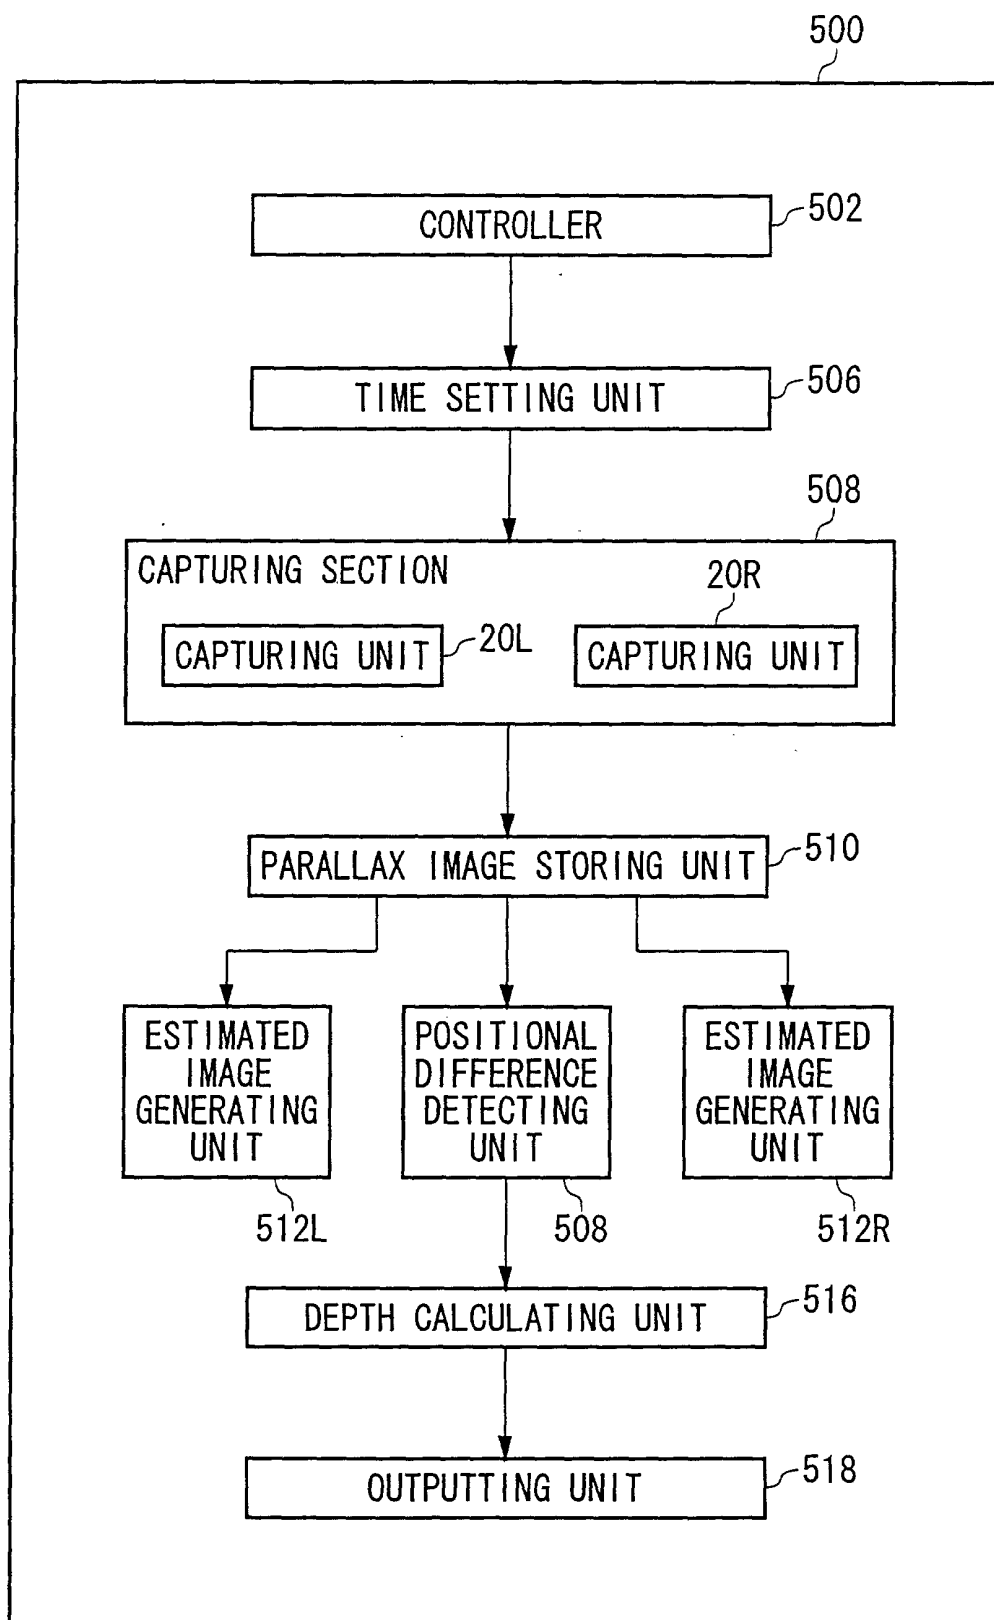 500
CONTROLLER
502
TIME SETTING UNIT
506
508
CAPTURING SECTION
20R
CAPTURING UNIT
20L
CAPTURING UNIT
PARALLAX IMAGE STORING UNIT
510
ESTIMATED
IMAGE
GENERATING
UNIT
512L
POSITIONAL
DIFFERENCE
DETECTING
UNIT
508
ESTIMATED
IMAGE
GENERATING
UNIT
512R
DEPTH CALCULATING UNIT
516
OUTPUTTING UNIT
518